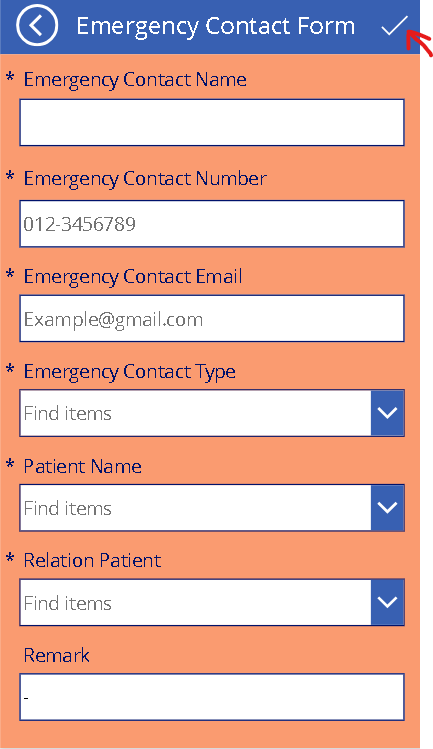 Emergency Contact Form
* Emergency Contact Name
* Emergency Contact Number
012-3456789
* Emergency Contact Email
Example@gmail.com
* Emergency Contact Type
Find items
* Patient Name
Find items
* Relation Patient
Find items
Remark
-